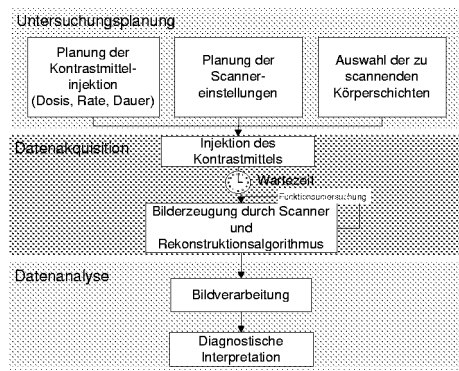 Untersuchungsplanung
Planung der
Kontrastmittel-
injektion
(Dosis, Rate, Dauer)
Planung der
Scanner-
einstellungen
Auswahl der zu
scannenden
Körperschichten
Datenakquisition
Injektion des
Kontrastmittels
Wartezeit
Funktionsuntersuchung
Bilderzeugung durch Scanner
und
Rekonstruktionsalgorithmus
Datenanalyse
Bildverarbeitung
Diagnostische
Interpretation